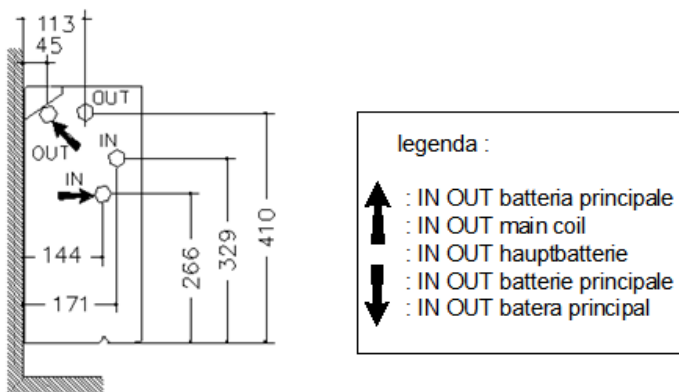 113
45
OUT
OUT
IN
IN
144
171
266
329
410
legenda :
: IN OUT batteria principale
: IN OUT main coil
: IN OUT hauptbatterie
: IN OUT batterie principale
: IN OUT batera principal